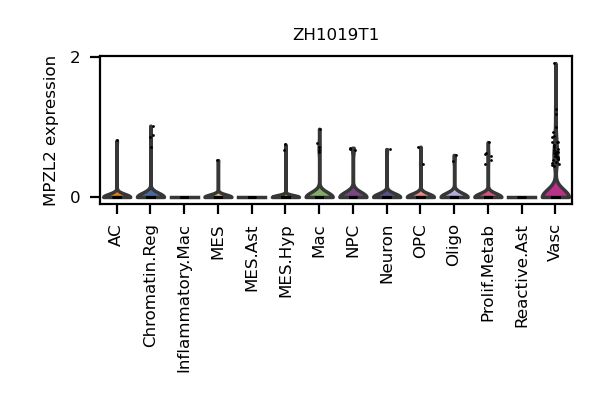 ZH1019T1
MPZL2 expression
2
0
AC
Chromatin.Reg
Inflammatory.Mac
MES
MES.Ast
MES.Hyp
Mac
NPC
Neuron
OPC
Oligo
Prolif.Metab
Reactive.Ast
Vasc